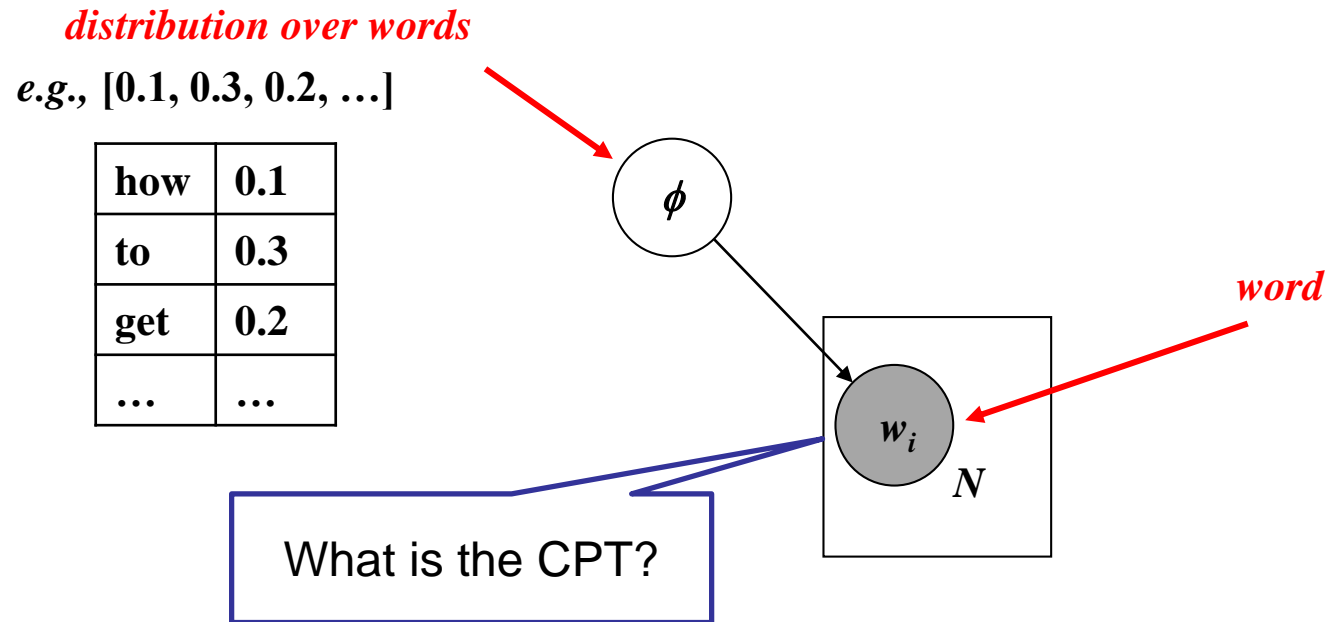 distribution over words
e.g., [0.1, 0.3, 0.2, …]
how 0.1
to 0.3
get 0.2
… …
ϕ
word
w_i
N
What is the CPT?